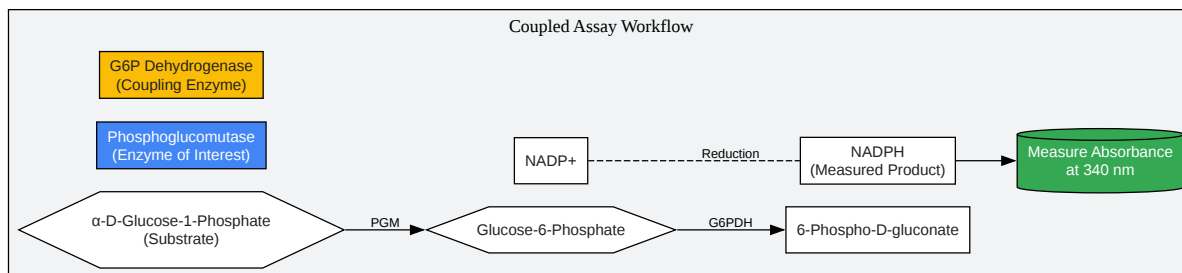 Coupled Assay Workflow
G6P Dehydrogenase
(Coupling Enzyme)
Phosphoglucomutase
(Enzyme of Interest)
NADP+
Reduction
NADPH
(Measured Product)
Measure Absorbance
at 340 nm
α-D-Glucose-1-Phosphate
(Substrate)
PGM
Glucose-6-Phosphate
G6PDH
6-Phospho-D-gluconate